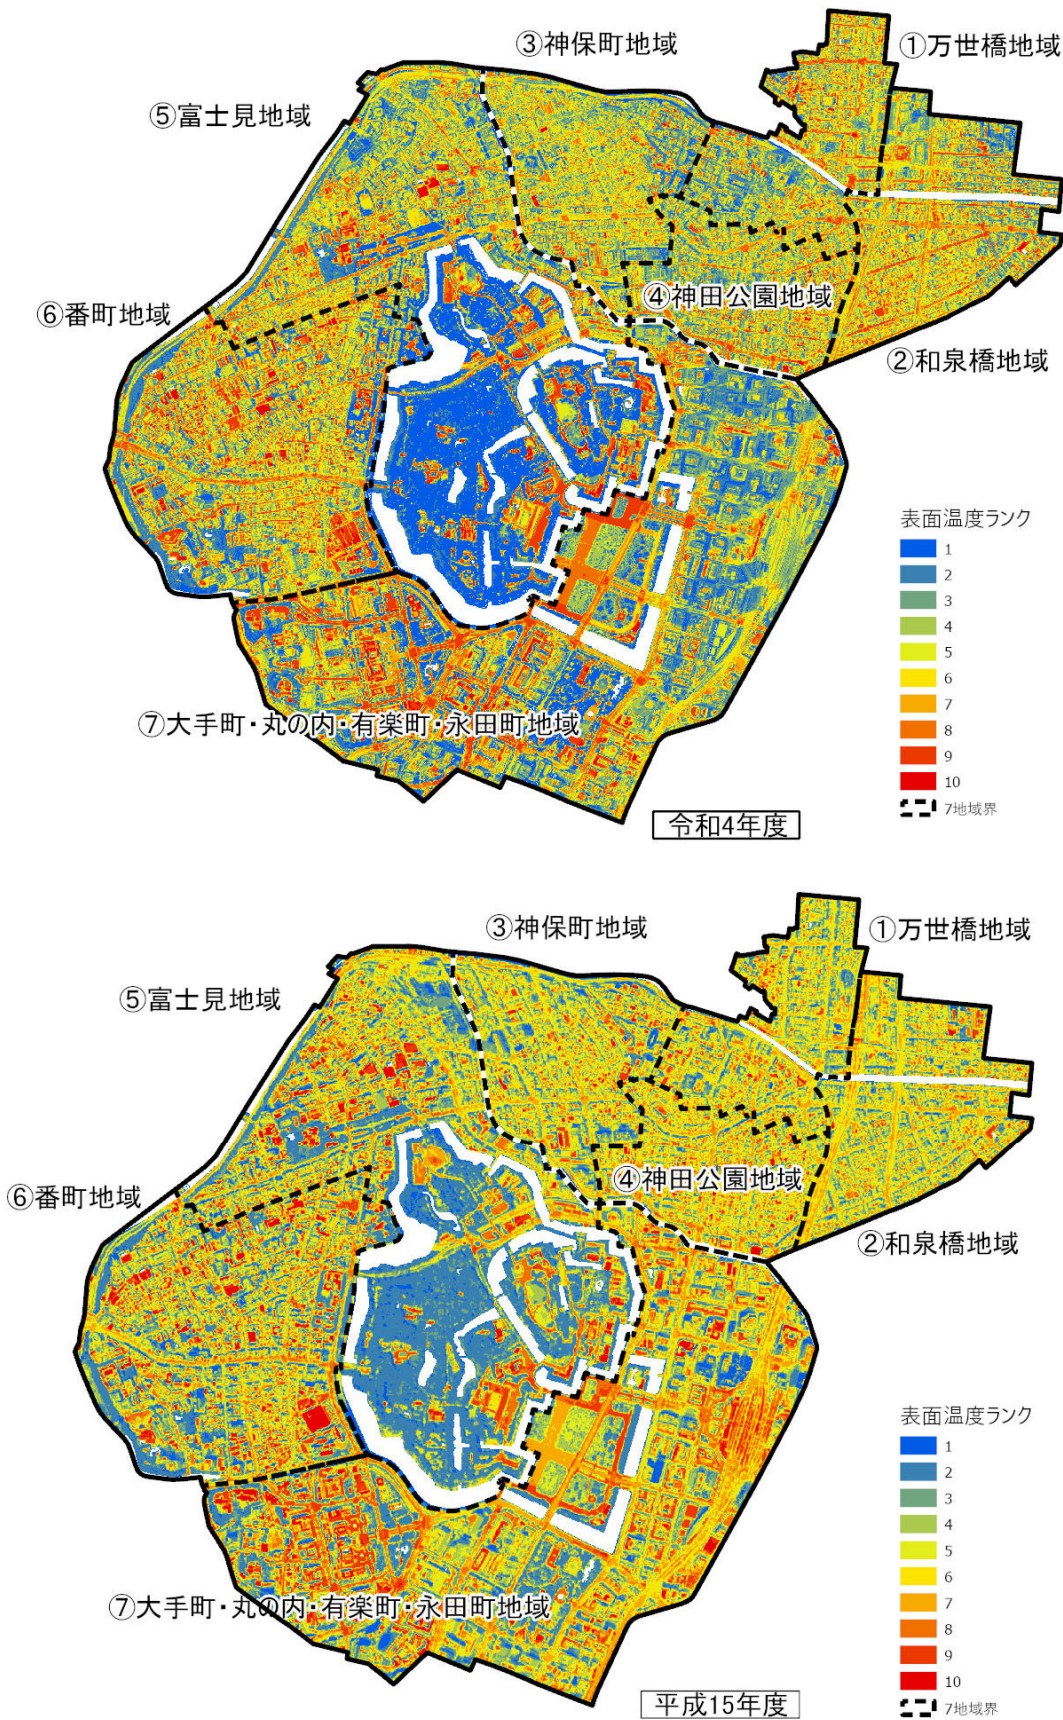 ③神保町地域
①万世橋地域
⑤富士見地域
⑥番町地域
④神田公園地域
②和泉橋地域
⑦大手町・丸の内・有楽町・永田町地域
表面温度ランク
1
2
3
4
5
6
7
8
9
10
7地域界
令和4年度
③神保町地域
①万世橋地域
⑤富士見地域
⑥番町地域
④神田公園地域
②和泉橋地域
⑦大手町・丸の内・有楽町・永田町地域
表面温度ランク
1
2
3
4
5
6
7
8
9
10
7地域界
平成15年度